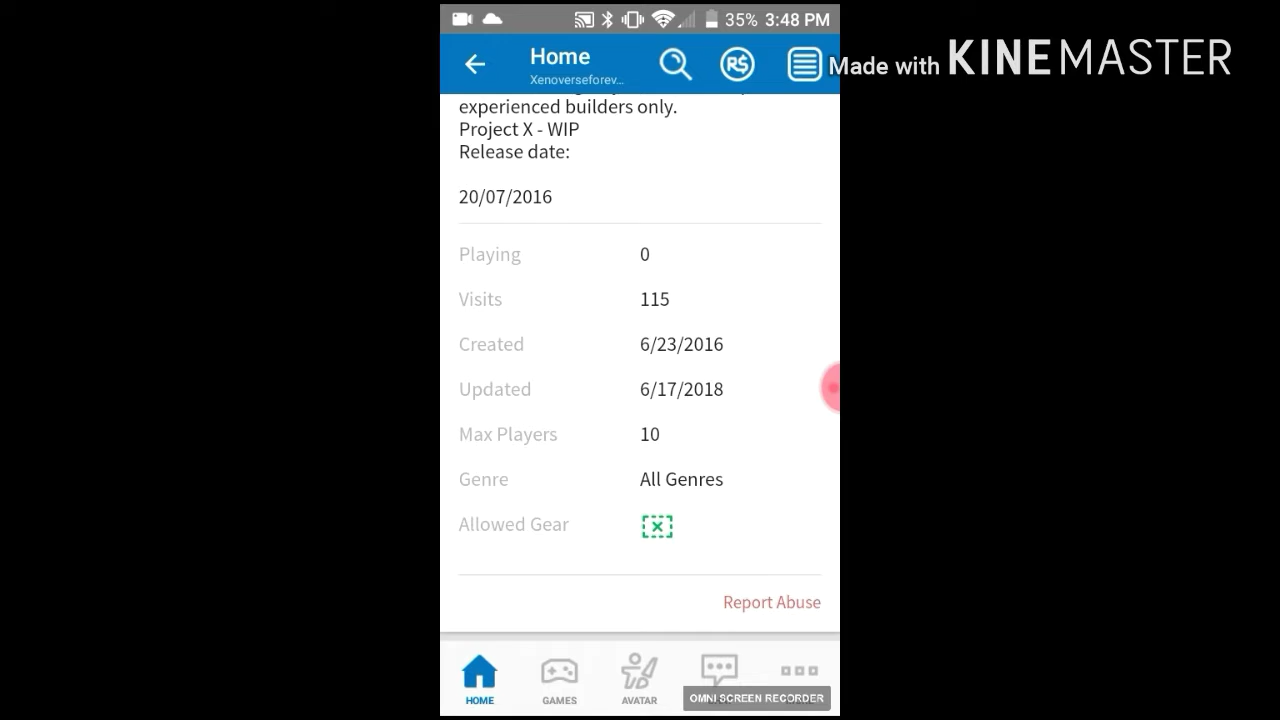 35% 3:48 PM
Home
Xenoverseforev...
R$
Made with KINEMASTER
experienced builders only.
Project X - WIP
Release date:
20/07/2016
Playing 0
Visits 115
Created 6/23/2016
Updated 6/17/2018
Max Players 10
Genre All Genres
Allowed Gear
Report Abuse
HOME GAMES AVATAR
OMNI SCREEN RECORDER